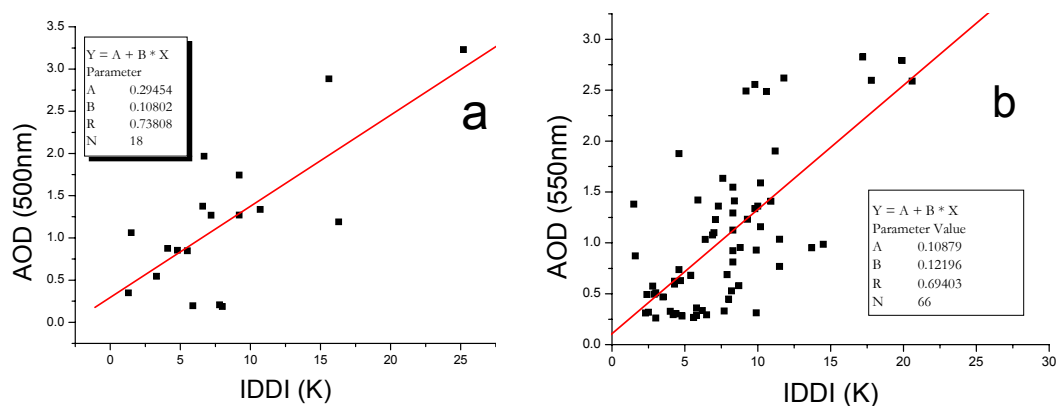 3.5
3.0
2.5
2.0
1.5
1.0
0.5
0.0
AOD (500nm)
Y = A + B * X
Parameter
A 0.29454
B 0.10802
R 0.73808
N 18
a
0 5 10 15 20 25
IDDI (K)
3.0
2.5
2.0
1.5
1.0
0.5
0.0
AOD (550nm)
b
Y = A + B * X
Parameter Value
A 0.10879
B 0.12196
R 0.69403
N 66
0 5 10 15 20 25 30
IDDI (K)